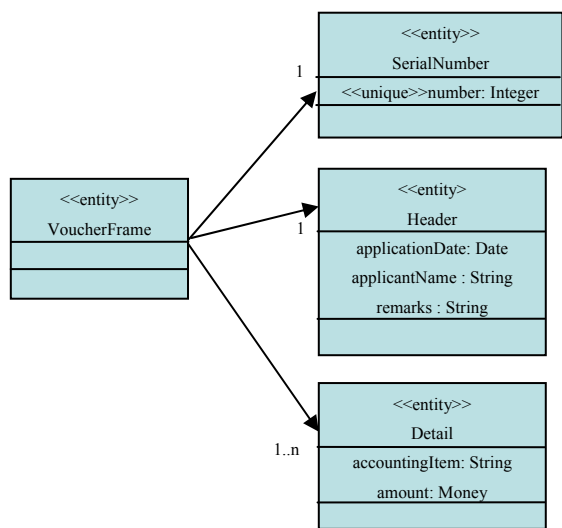 <<entity>>
SerialNumber
1
<<unique>>number: Integer
<<entity>>
VoucherFrame
<<entity>
Header
1
applicationDate: Date
applicantName : String
remarks : String
<<entity>>
Detail
1..n
accountingItem: String
amount: Money